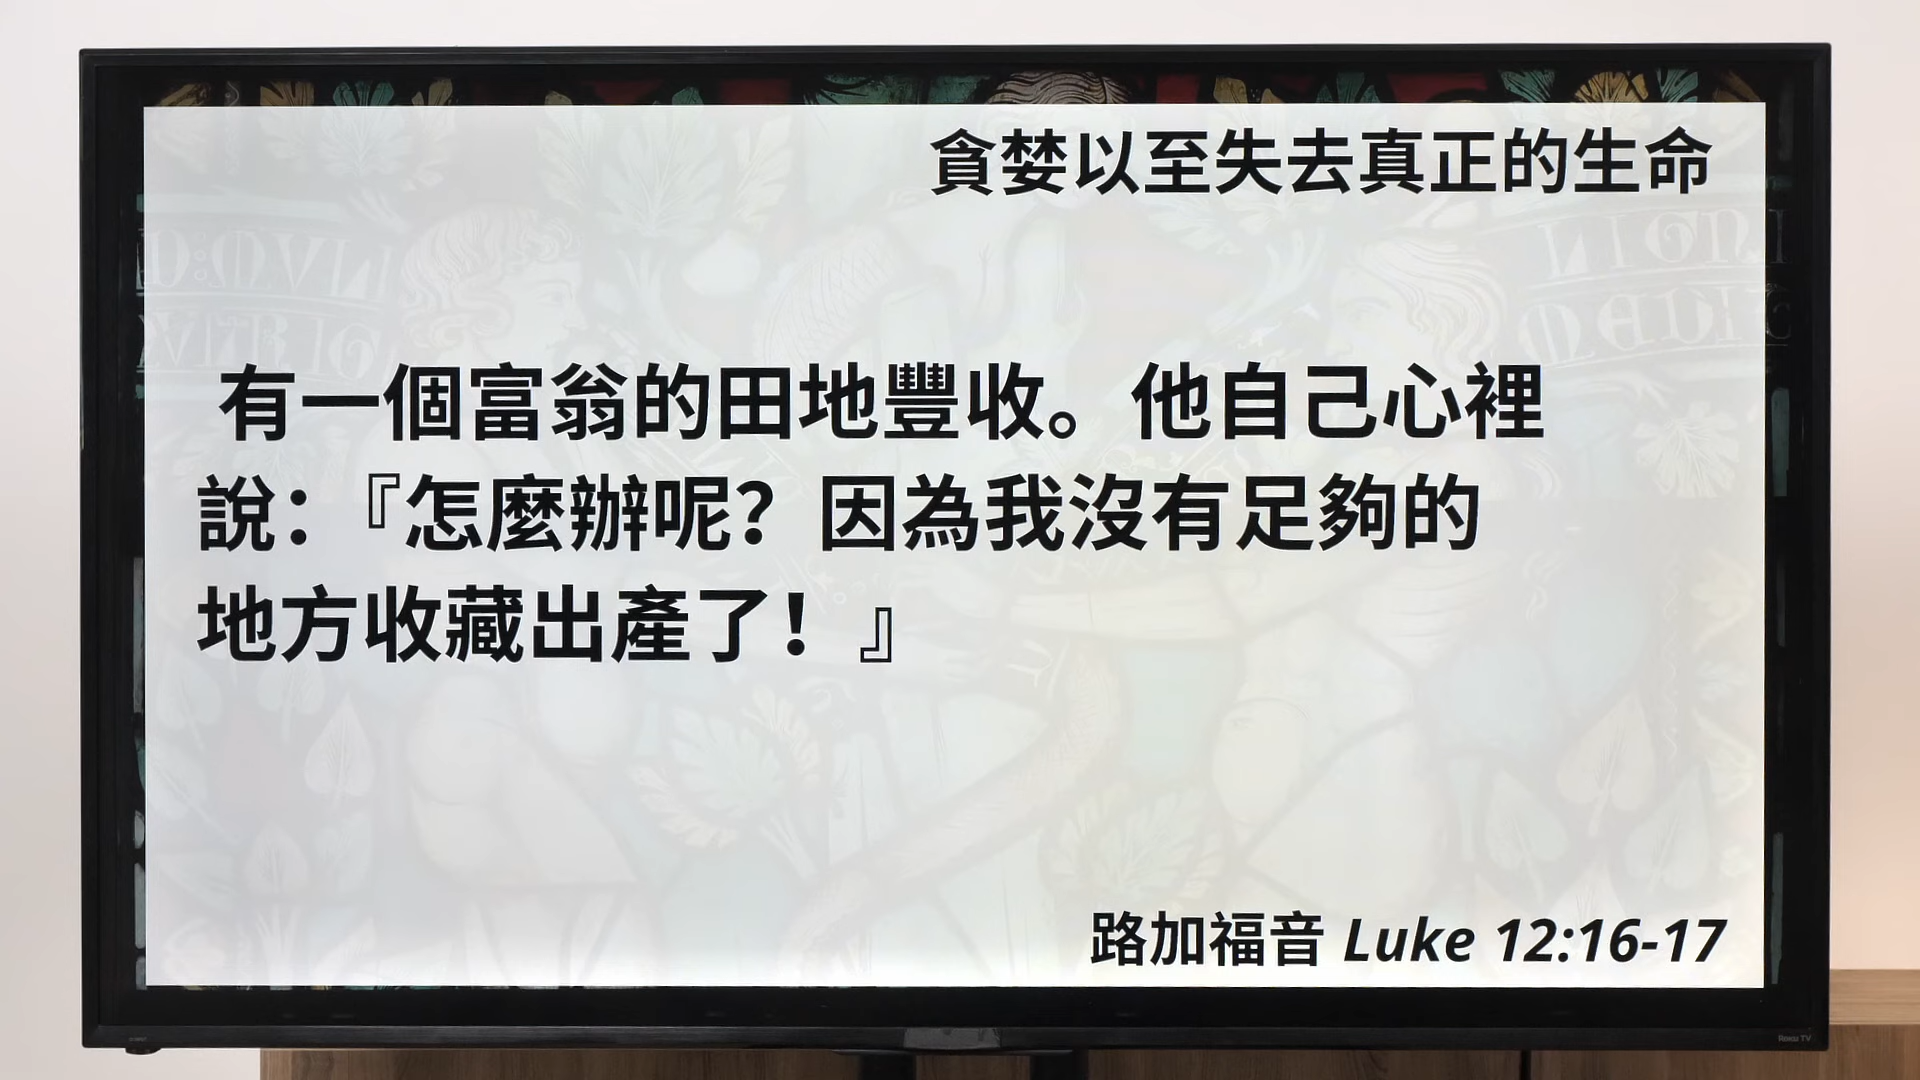 貪婪以至失去真正的生命
有一個富翁的田地豐收。他自己心裡
說：『怎麼辦呢？因為我沒有足夠的
地方收藏出產了！』
路加福音 Luke 12:16-17
Roku TV